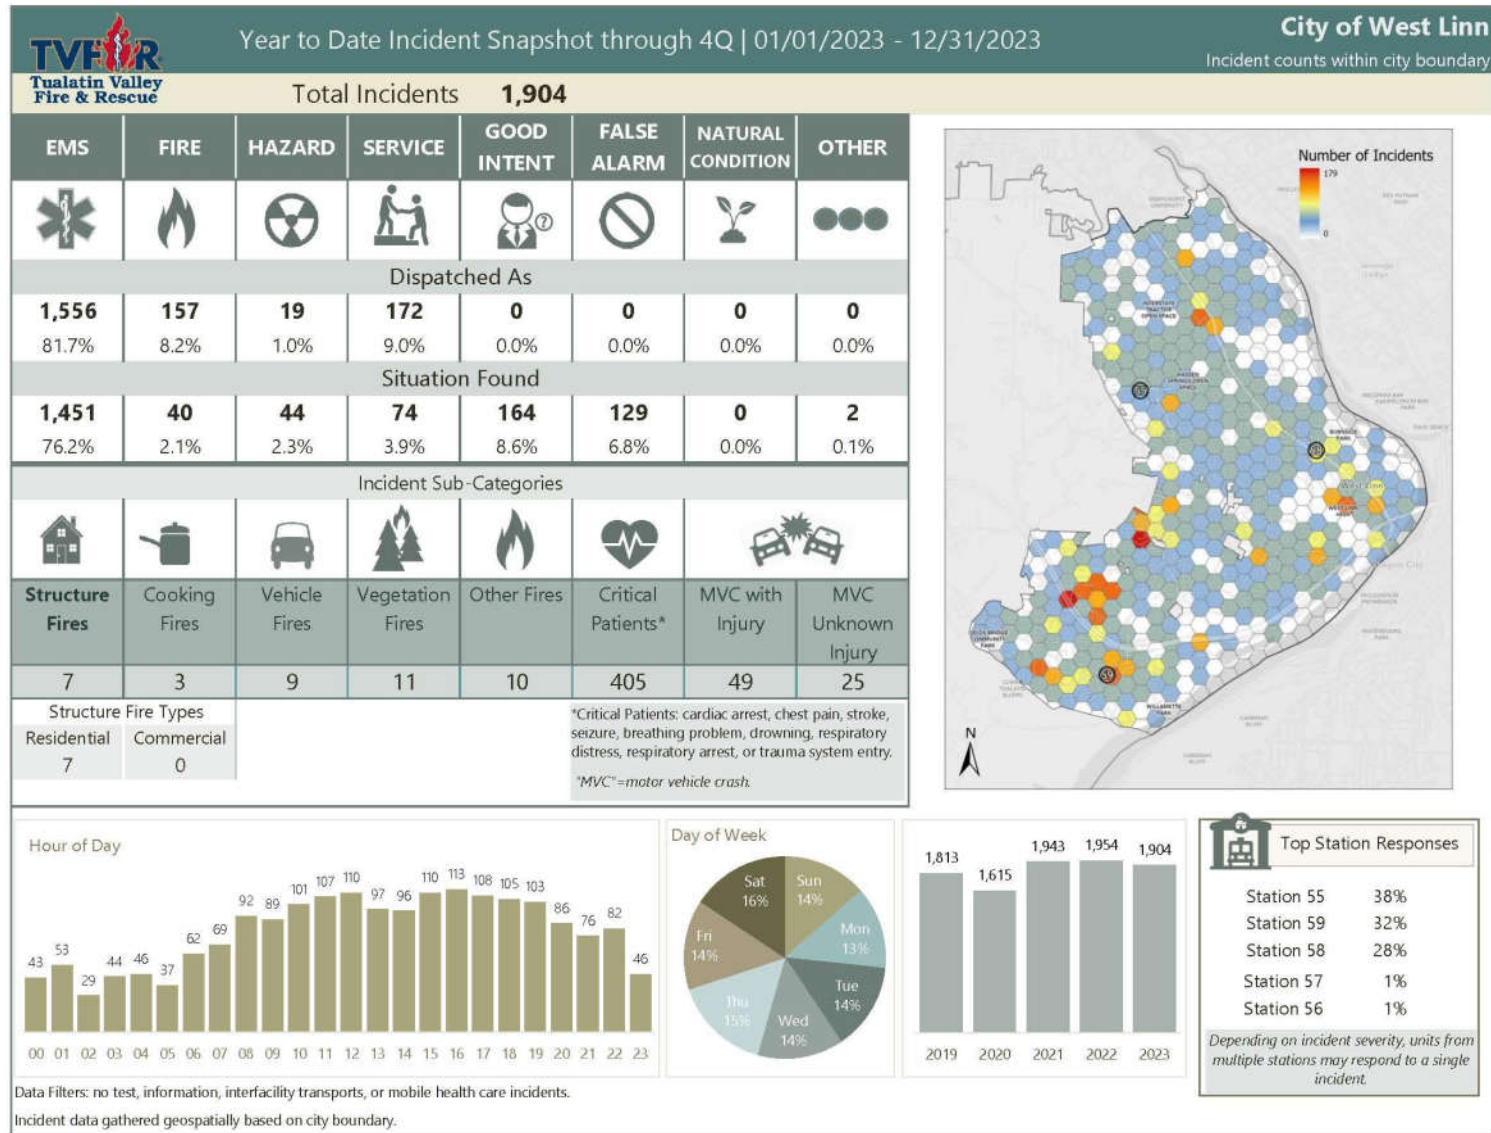 TVF&R
Tualatin Valley
Fire & Rescue
Year to Date Incident Snapshot through 4Q | 01/01/2023 - 12/31/2023
City of West Linn
Incident counts within city boundary
Total Incidents 1,904
EMS FIRE HAZARD SERVICE GOOD INTENT FALSE ALARM NATURAL CONDITION OTHER
Dispatched As
1,556 157 19 172 0 0 0 0
81.7% 8.2% 1.0% 9.0% 0.0% 0.0% 0.0% 0.0%
Situation Found
1,451 40 44 74 164 129 0 2
76.2% 2.1% 2.3% 3.9% 8.6% 6.8% 0.0% 0.1%
Incident Sub-Categories
Structure Fires Cooking Fires Vehicle Fires Vegetation Fires Other Fires Critical Patients* MVC with Injury MVC Unknown Injury
7 3 9 11 10 405 49 25
Structure Fire Types
Residential Commercial
7 0
*Critical Patients: cardiac arrest, chest pain, stroke,
seizure, breathing problem, drowning, respiratory
distress, respiratory arrest, or trauma system entry.
"MVC"=motor vehicle crash.
Number of Incidents
179
0
West Linn
WILLAMETTE PARK
55
59
N
Hour of Day
43 53 29 44 46 37 62 69 92 89 101 107 110 97 96 110 113 108 105 103 86 76 82 46
00 01 02 03 04 05 06 07 08 09 10 11 12 13 14 15 16 17 18 19 20 21 22 23
Day of Week
Sun 14%
Mon 13%
Tue 14%
Wed 14%
Thu 15%
Fri 14%
Sat 16%
1,813 1,615 1,943 1,954 1,904
2019 2020 2021 2022 2023
Top Station Responses
Station 55 38%
Station 59 32%
Station 58 28%
Station 57 1%
Station 56 1%
Depending on incident severity, units from
multiple stations may respond to a single
incident.
Data Filters: no test, information, interfacility transports, or mobile health care incidents.
Incident data gathered geospatially based on city boundary.